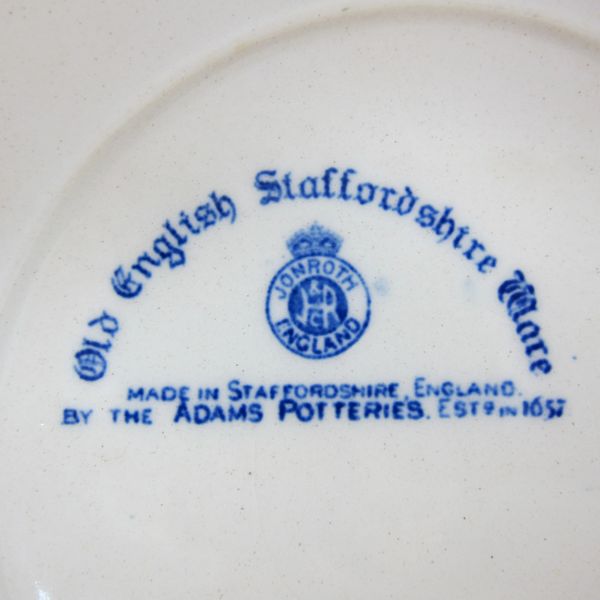 Old English Staffordshire Ware
JONROTH
ENGLAND
MADE IN STAFFORDSHIRE, ENGLAND.
BY THE ADAMS POTTERIES. ESTD IN 1657